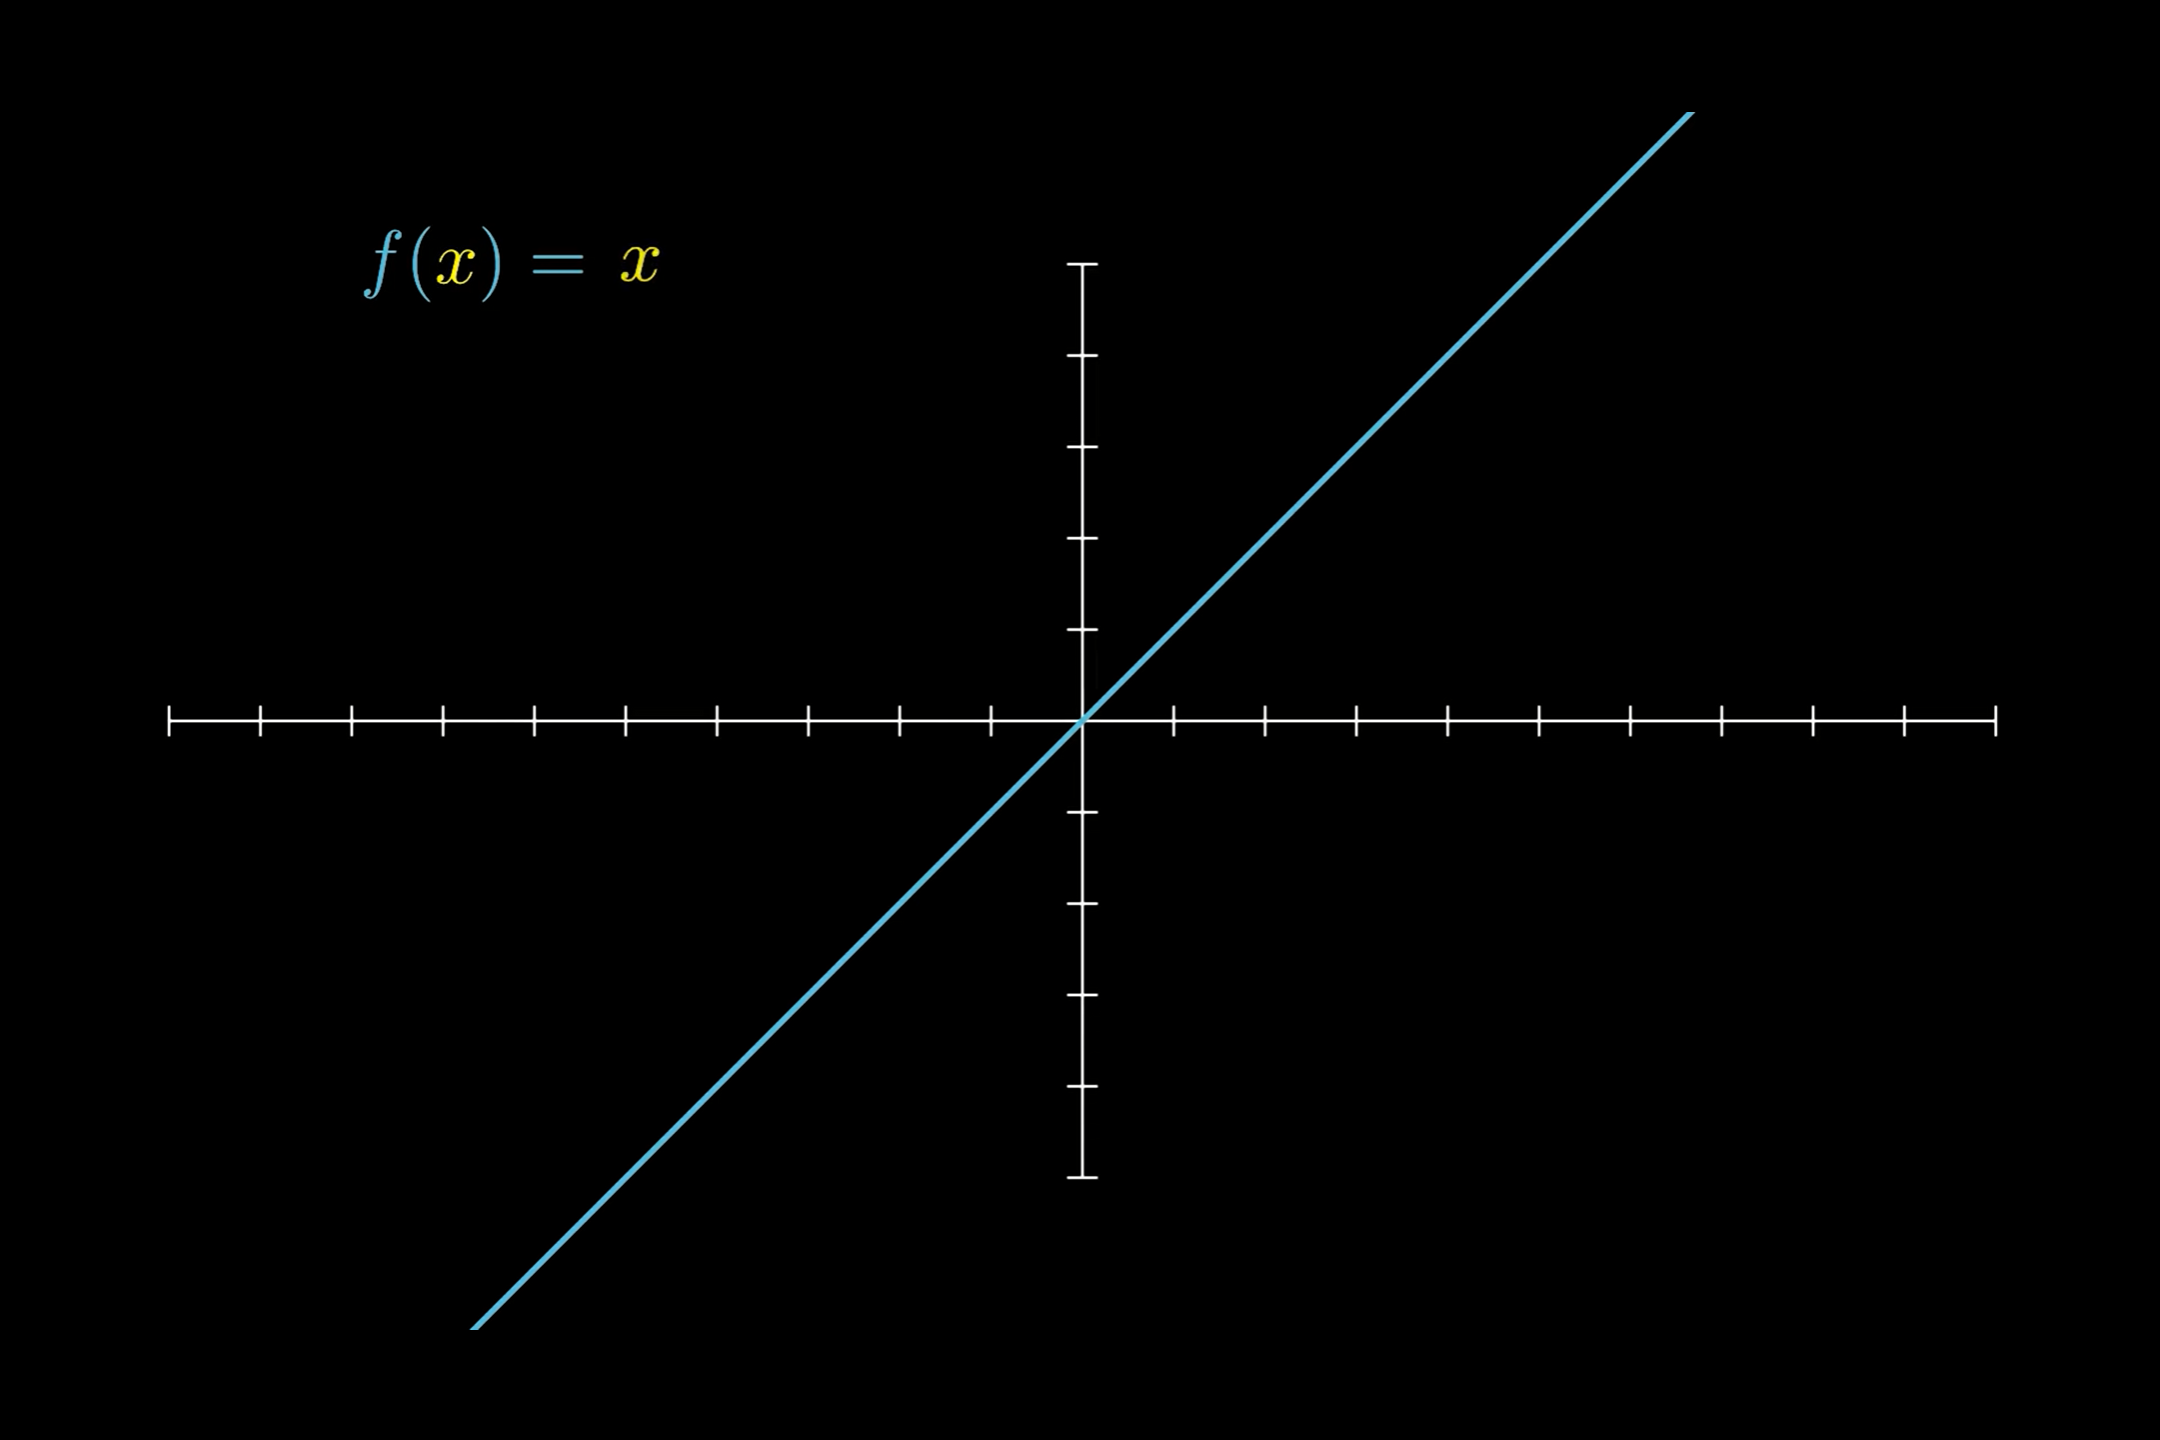 f(x) = x